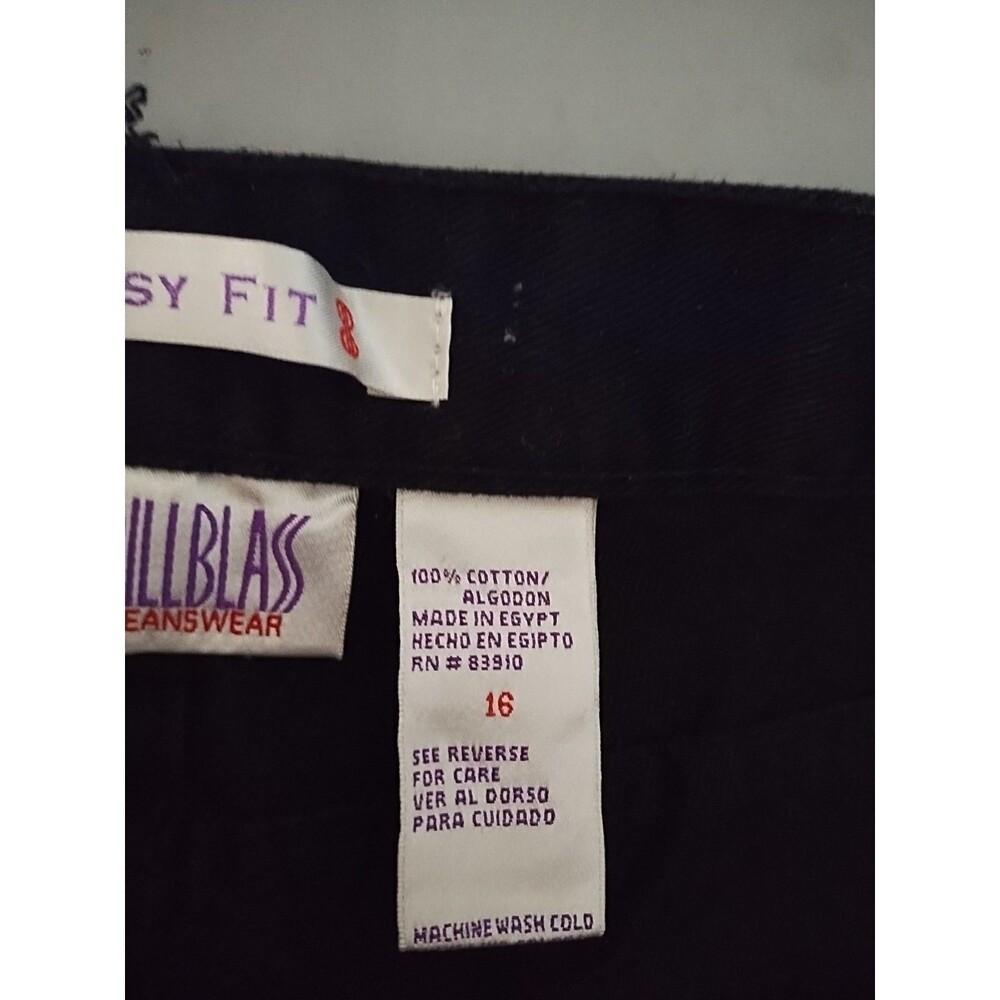 SY FIT
ILLBLASS
EANSWEAR
100% COTTON/
ALGODON
MADE IN EGYPT
HECHO EN EGIPTO
RN # 83910
16
SEE REVERSE
FOR CARE
VER AL DORSO
PARA CUIDADO
MACHINE WASH COLD